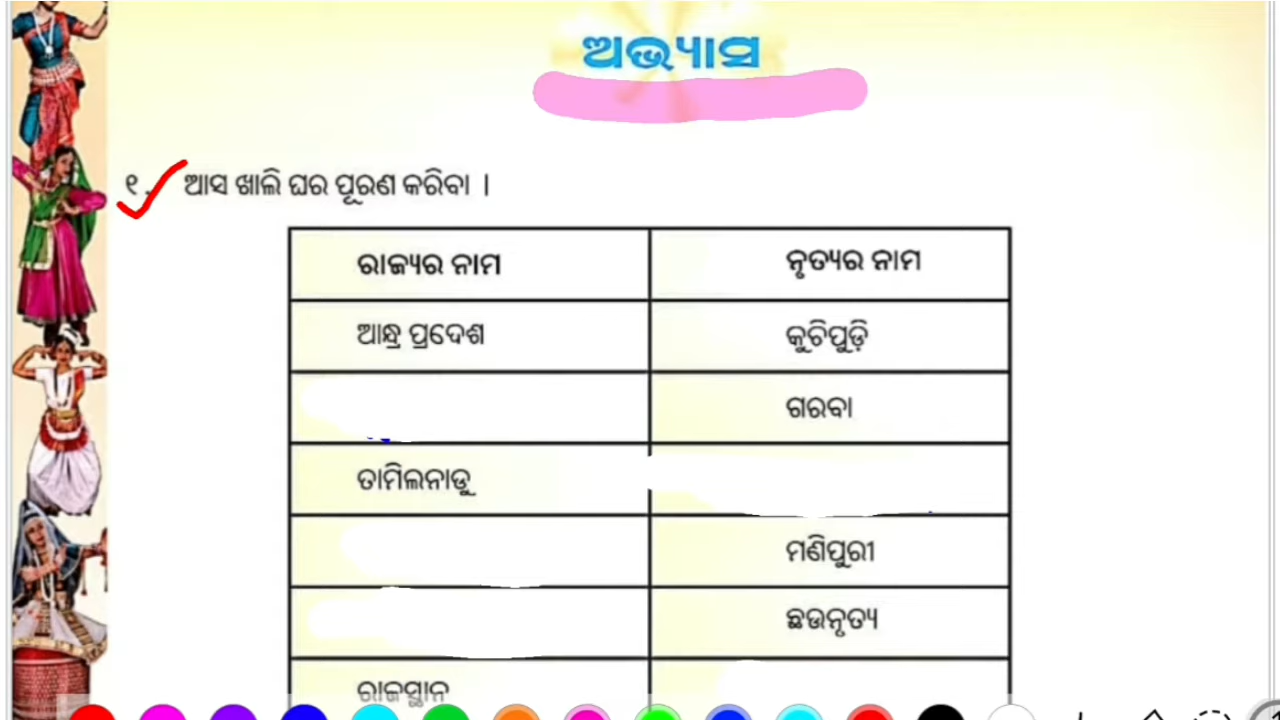 ଅଭ୍ୟାସ
୧. ଆସ ଖାଲି ଘର ପୂରଣ କରିବା ।
ରାଜ୍ୟର ନାମ ନୃତ୍ୟର ନାମ
ଆନ୍ଧ୍ର ପ୍ରଦେଶ କୁଚିପୁଡ଼ି
ଗରବା
ତାମିଲନାଡୁ
ମଣିପୁରୀ
ଛଉନୃତ୍ୟ
ରାଜସ୍ଥାନ